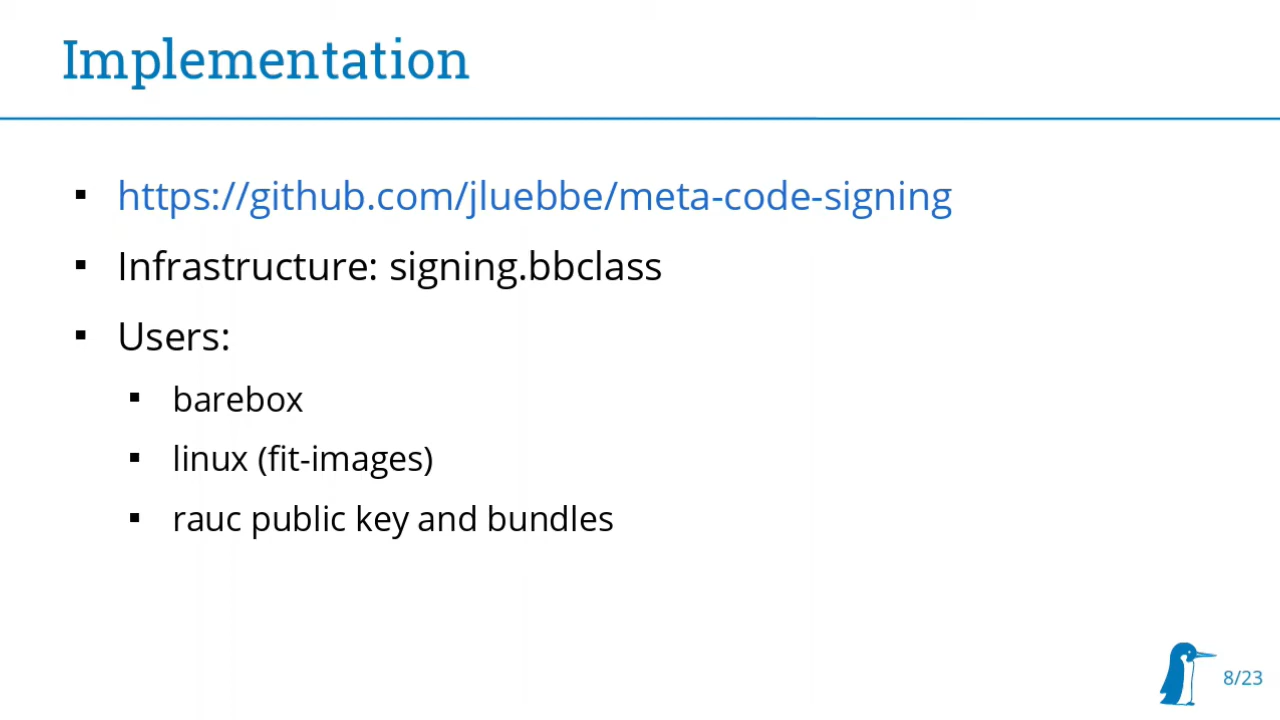 Implementation
▪ https://github.com/jluebbe/meta-code-signing
▪ Infrastructure: signing.bbclass
▪ Users:
▪ barebox
▪ linux (fit-images)
▪ rauc public key and bundles
8/23